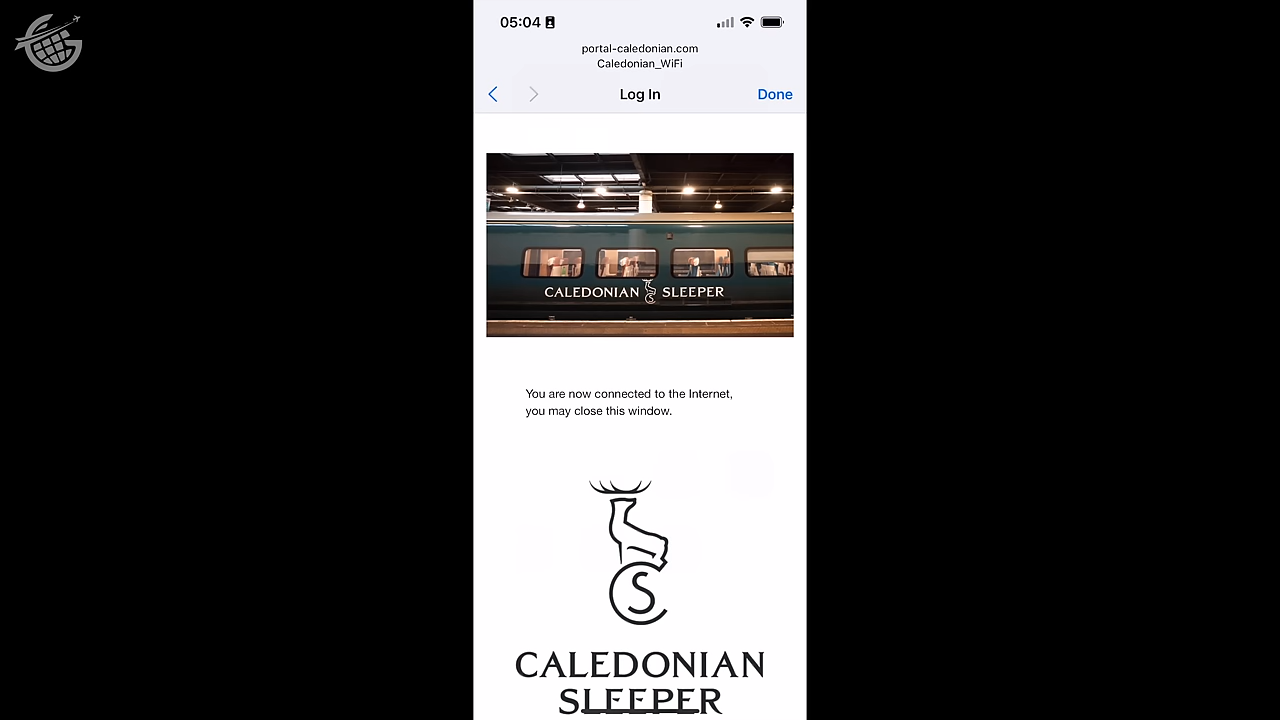 05:04
portal-caledonian.com
Caledonian_WiFi
Log In
Done
CALEDONIAN SLEEPER
You are now connected to the Internet,
you may close this window.
CS
CALEDONIAN
SLEEPER